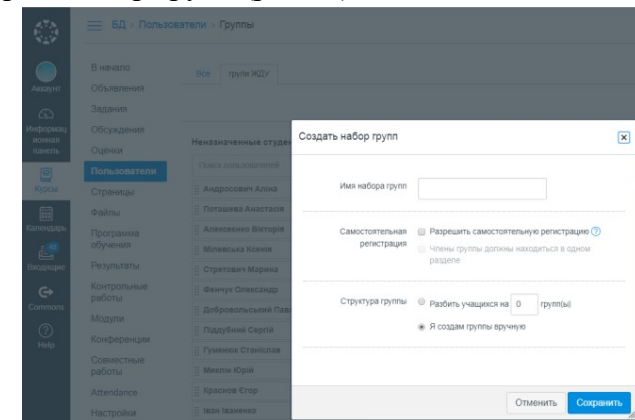 БД › Пользователи › Группы
Аккаунт
Информац
ионная
панель
Курсы
Календарь
Входящие
Commons
Help
В начало
Объявления
Задания
Обсуждения
Оценки
Пользователи
Страницы
Файлы
Программа
обучения
Результаты
Контрольные
работы
Модули
Конференции
Совместные
работы
Attendance
Настройки
Все групи ЖДУ
Неназначенные студен
Поиск пользователей
Андросович Аліна
Поташева Анастасія
Алексеєнко Вікторія
Мілевська Ксенія
Стретович Марина
Фенчук Олександр
Добровольський Пав
Піддубний Сергій
Гуменюк Станіслав
Микпи Юрій
Краснов Єгор
Іван Іваненко
Создать набор групп
Имя набора групп
Самостоятельная
регистрация
Разрешить самостоятельную регистрацию
Члены группы должны находиться в одном
разделе
Структура группы
Разбить учащихся на 0 групп(ы)
Я создам группы вручную
Отменить Сохранить